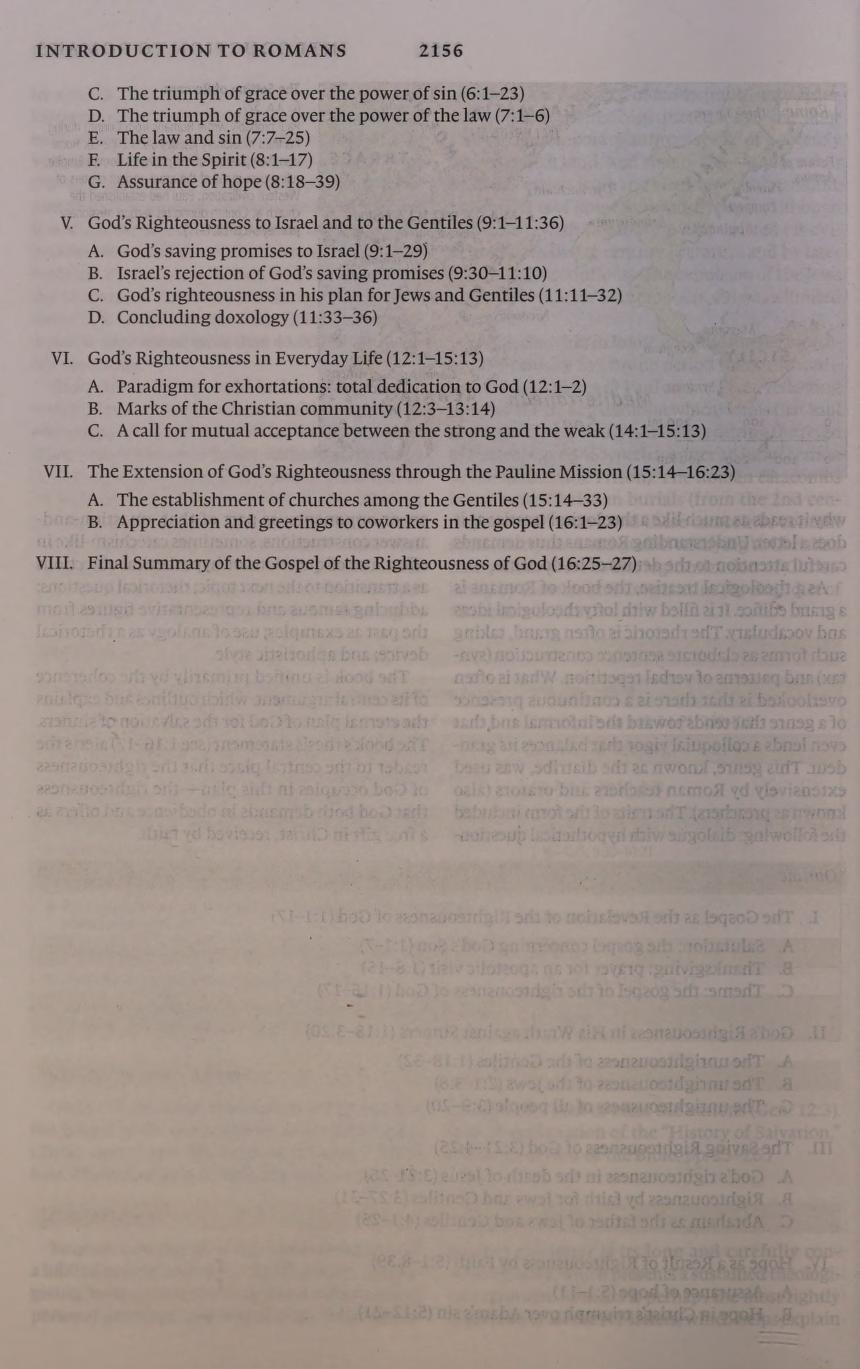 INTRODUCTION TO ROMANS 2156
C. The triumph of grace over the power of sin (6:1–23)
D. The triumph of grace over the power of the law (7:1–6)
E. The law and sin (7:7–25)
F. Life in the Spirit (8:1–17)
G. Assurance of hope (8:18–39)
V. God’s Righteousness to Israel and to the Gentiles (9:1–11:36)
A. God’s saving promises to Israel (9:1–29)
B. Israel’s rejection of God’s saving promises (9:30–11:10)
C. God’s righteousness in his plan for Jews and Gentiles (11:11–32)
D. Concluding doxology (11:33–36)
VI. God’s Righteousness in Everyday Life (12:1–15:13)
A. Paradigm for exhortations: total dedication to God (12:1–2)
B. Marks of the Christian community (12:3–13:14)
C. A call for mutual acceptance between the strong and the weak (14:1–15:13)
VII. The Extension of God’s Righteousness through the Pauline Mission (15:14–16:23)
A. The establishment of churches among the Gentiles (15:14–33)
B. Appreciation and greetings to coworkers in the gospel (16:1–23)
VIII. Final Summary of the Gospel of the Righteousness of God (16:25–27)